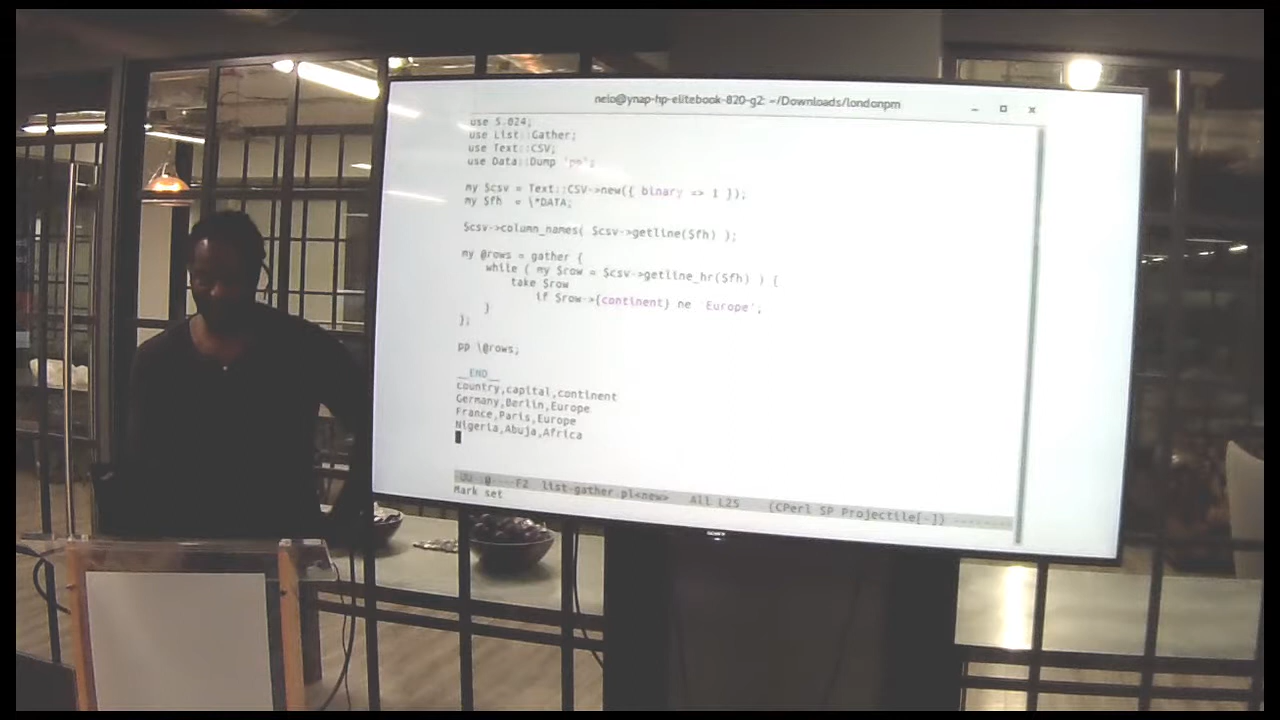 nelo@ynap-hp-elitebook-820-g2: ~/Downloads/londonpm
use 5.024;
use List::Gather;
use Text::CSV;
use Data::Dump 'pp';
my $csv = Text::CSV->new({ binary => 1 });
my $fh = \*DATA;
$csv->column_names( $csv->getline($fh) );
my @rows = gather {
while ( my $row = $csv->getline_hr($fh) ) {
take $row
if $row->{continent} ne 'Europe';
}
};
pp \@rows;
__END__
country,capital,continent
Germany,Berlin,Europe
France,Paris,Europe
Nigeria,Abuja,Africa
-UU-@----F2 list-gather.pl<new> All L25 (CPerl SP Projectile[-]) --------
Mark set
SONY